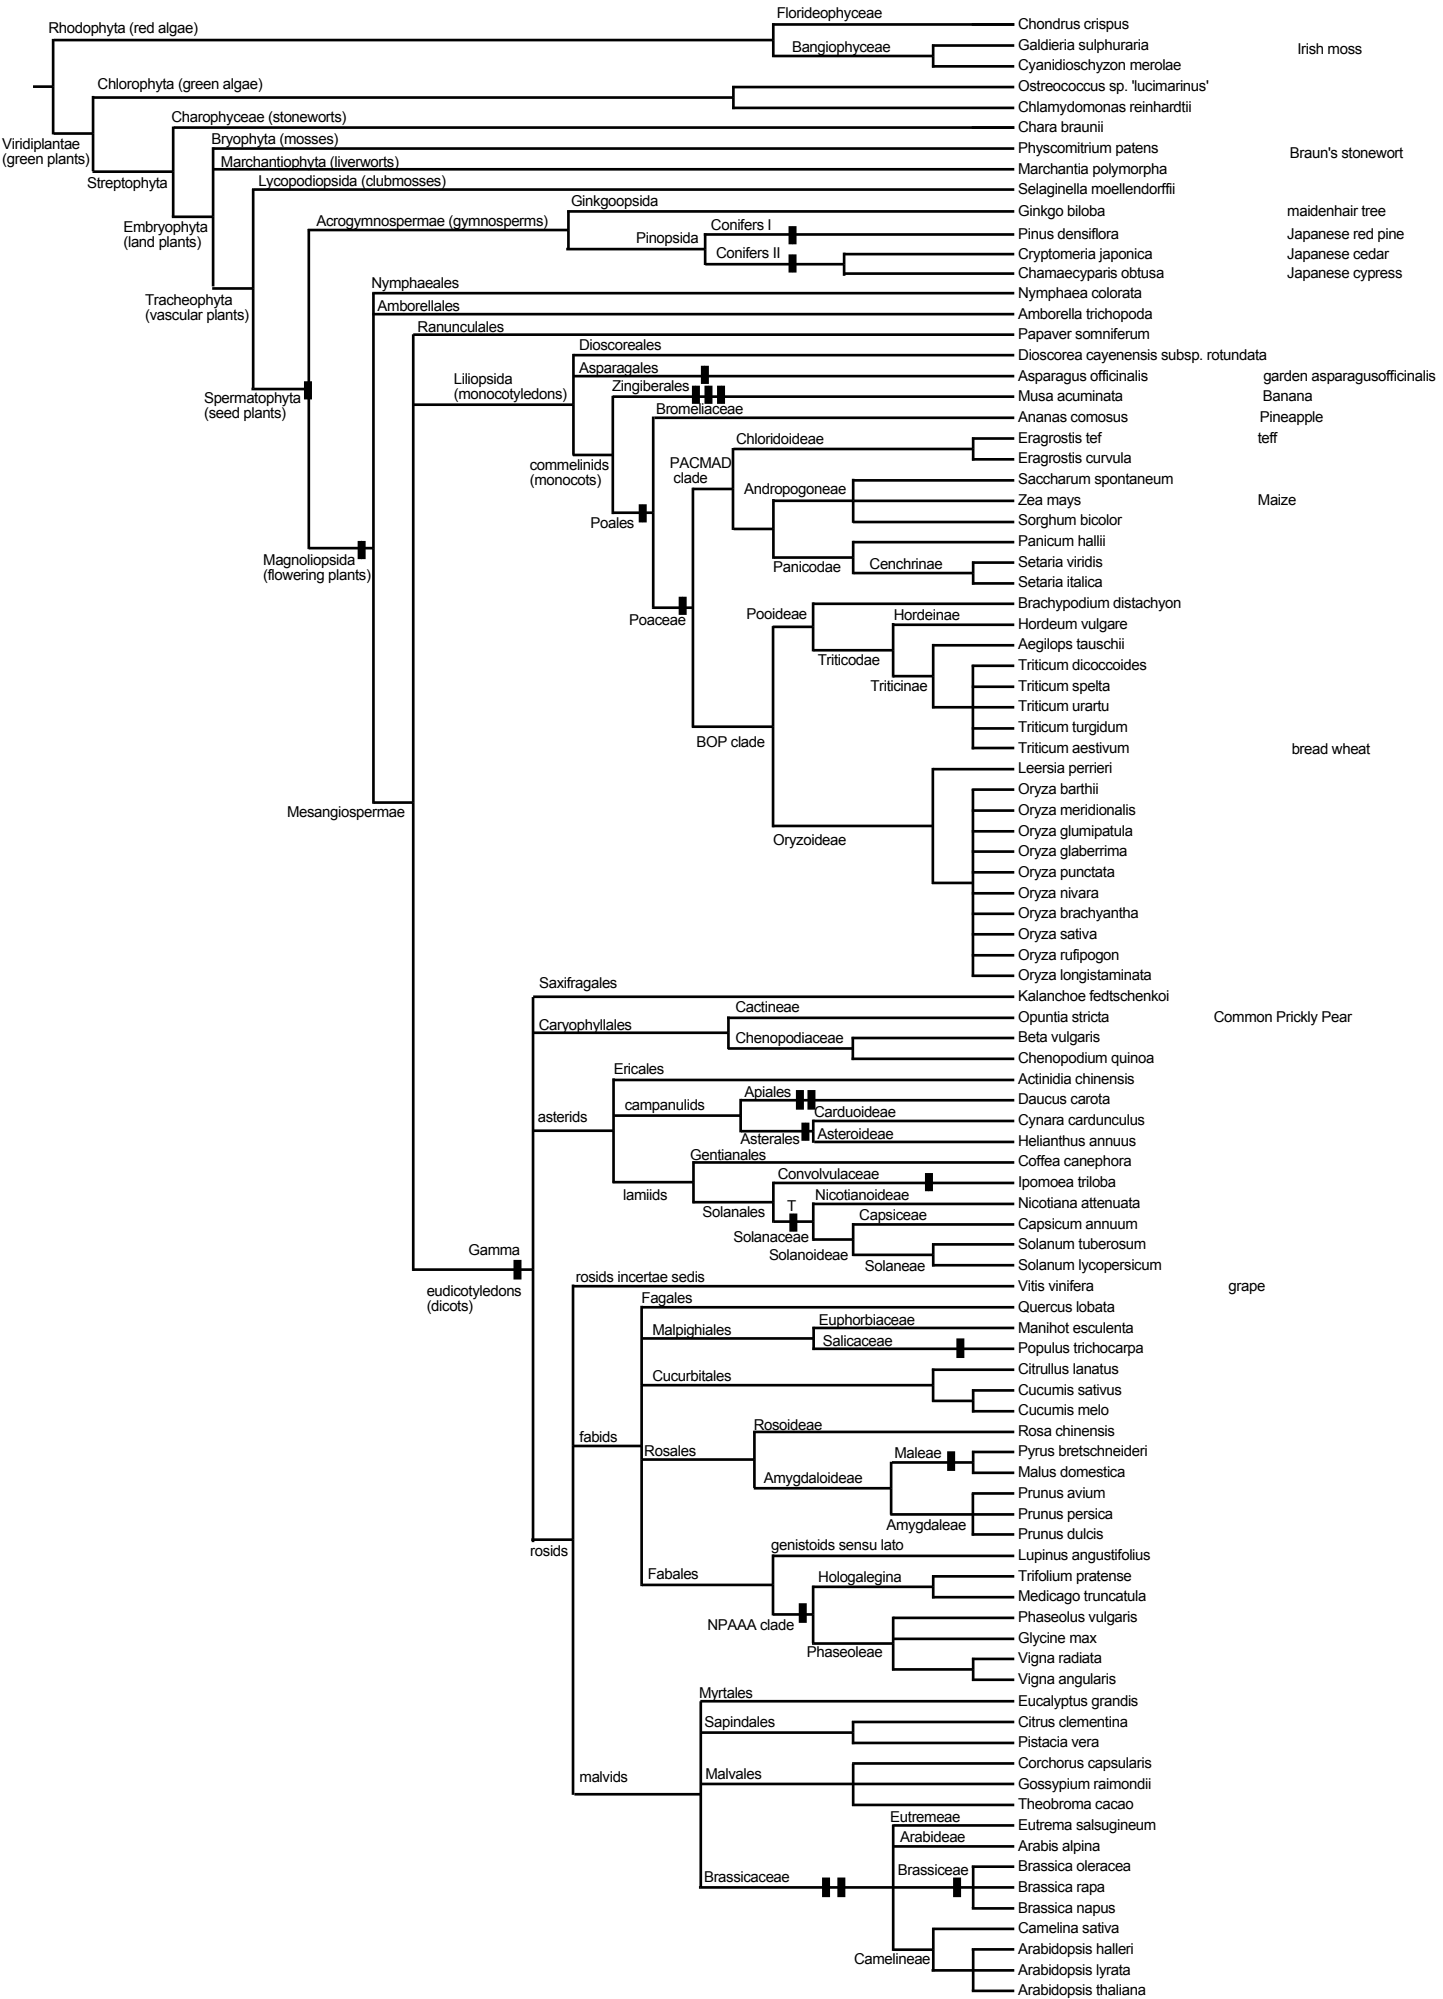 Florideophyceae
Rhodophyta (red algae)
Chondrus crispus
Bangiophyceae
Galdieria sulphuraria
Irish moss
Cyanidioschyzon merolae
Chlorophyta (green algae)
Ostreococcus sp. 'lucimarinus'
Chlamydomonas reinhardtii
Charophyceae (stoneworts)
Chara braunii
Viridiplantae
(green plants)
Bryophyta (mosses)
Physcomitrium patens
Braun's stonewort
Marchantiophyta (liverworts)
Marchantia polymorpha
Streptophyta
Lycopodiopsida (clubmosses)
Selaginella moellendorffii
Ginkgoopsida
Ginkgo biloba
maidenhair tree
Embryophyta
(land plants)
Acrogymnospermae (gymnosperms)
Pinopsida
Conifers I
Pinus densiflora
Japanese red pine
Conifers II
Cryptomeria japonica
Japanese cedar
Chamaecyparis obtusa
Japanese cypress
Nymphaeales
Nymphaea colorata
Tracheophyta
(vascular plants)
Amborellales
Amborella trichopoda
Ranunculales
Papaver somniferum
Dioscoreales
Dioscorea cayenensis subsp. rotundata
Asparagales
Asparagus officinalis
garden asparagusofficinalis
Liliopsida
(monocotyledons)
Zingiberales
Musa acuminata
Banana
Spermatophyta
(seed plants)
Bromeliaceae
Ananas comosus
Pineapple
Chloridoideae
Eragrostis tef
teff
Eragrostis curvula
commelinids
(monocots)
PACMAD
clade
Andropogoneae
Saccharum spontaneum
Zea mays
Maize
Sorghum bicolor
Poales
Panicum hallii
Magnoliopsida
(flowering plants)
Panicodae
Cenchrinae
Setaria viridis
Setaria italica
Poaceae
Pooideae
Brachypodium distachyon
Hordeinae
Hordeum vulgare
Aegilops tauschii
Triticodae
Triticum dicoccoides
Triticinae
Triticum spelta
Triticum urartu
Triticum turgidum
BOP clade
Triticum aestivum
bread wheat
Leersia perrieri
Oryza barthii
Mesangiospermae
Oryza meridionalis
Oryza glumipatula
Oryzoideae
Oryza glaberrima
Oryza punctata
Oryza nivara
Oryza brachyantha
Oryza sativa
Oryza rufipogon
Oryza longistaminata
Saxifragales
Kalanchoe fedtschenkoi
Cactineae
Opuntia stricta
Common Prickly Pear
Caryophyllales
Chenopodiaceae
Beta vulgaris
Chenopodium quinoa
Ericales
Actinidia chinensis
Apiales
Daucus carota
asterids
campanulids
Carduoideae
Cynara cardunculus
Asterales
Asteroideae
Helianthus annuus
Gentianales
Coffea canephora
Convolvulaceae
Ipomoea triloba
lamiids
Nicotianoideae
Nicotiana attenuata
Solanales
T
Capsiceae
Capsicum annuum
Solanaceae
Solanum tuberosum
Gamma
Solanoideae
Solaneae
Solanum lycopersicum
eudicotyledons
(dicots)
rosids incertae sedis
Vitis vinifera
grape
Fagales
Quercus lobata
Malpighiales
Euphorbiaceae
Manihot esculenta
Salicaceae
Populus trichocarpa
Cucurbitales
Citrullus lanatus
Cucumis sativus
Cucumis melo
Rosoideae
Rosa chinensis
fabids
Rosales
Maleae
Pyrus bretschneideri
Amygdaloideae
Malus domestica
Prunus avium
Amygdaleae
Prunus persica
Prunus dulcis
rosids
genistoids sensu lato
Lupinus angustifolius
Fabales
Hologalegina
Trifolium pratense
Medicago truncatula
NPAAA clade
Phaseolus vulgaris
Phaseoleae
Glycine max
Vigna radiata
Vigna angularis
Myrtales
Eucalyptus grandis
Sapindales
Citrus clementina
Pistacia vera
malvids
Malvales
Corchorus capsularis
Gossypium raimondii
Theobroma cacao
Eutremeae
Eutrema salsugineum
Arabideae
Arabis alpina
Brassicaceae
Brassiceae
Brassica oleracea
Brassica rapa
Brassica napus
Camelina sativa
Camelineae
Arabidopsis halleri
Arabidopsis lyrata
Arabidopsis thaliana